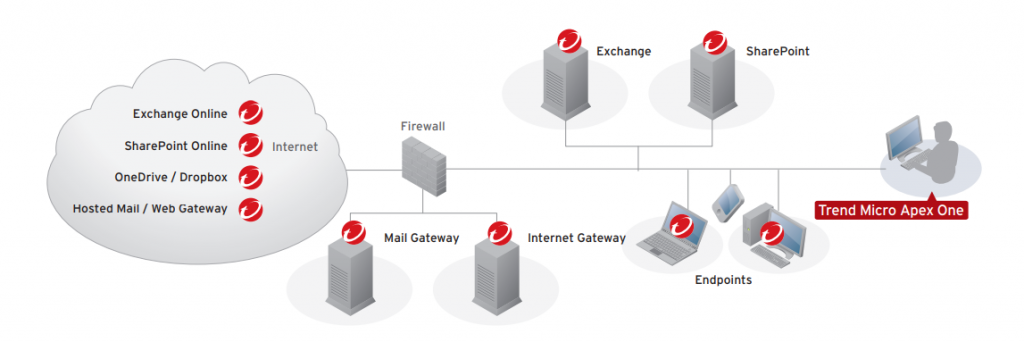 Exchange
SharePoint
Exchange Online
SharePoint Online
Internet
OneDrive / Dropbox
Hosted Mail / Web Gateway
Firewall
Trend Micro Apex One
Mail Gateway
Internet Gateway
Endpoints